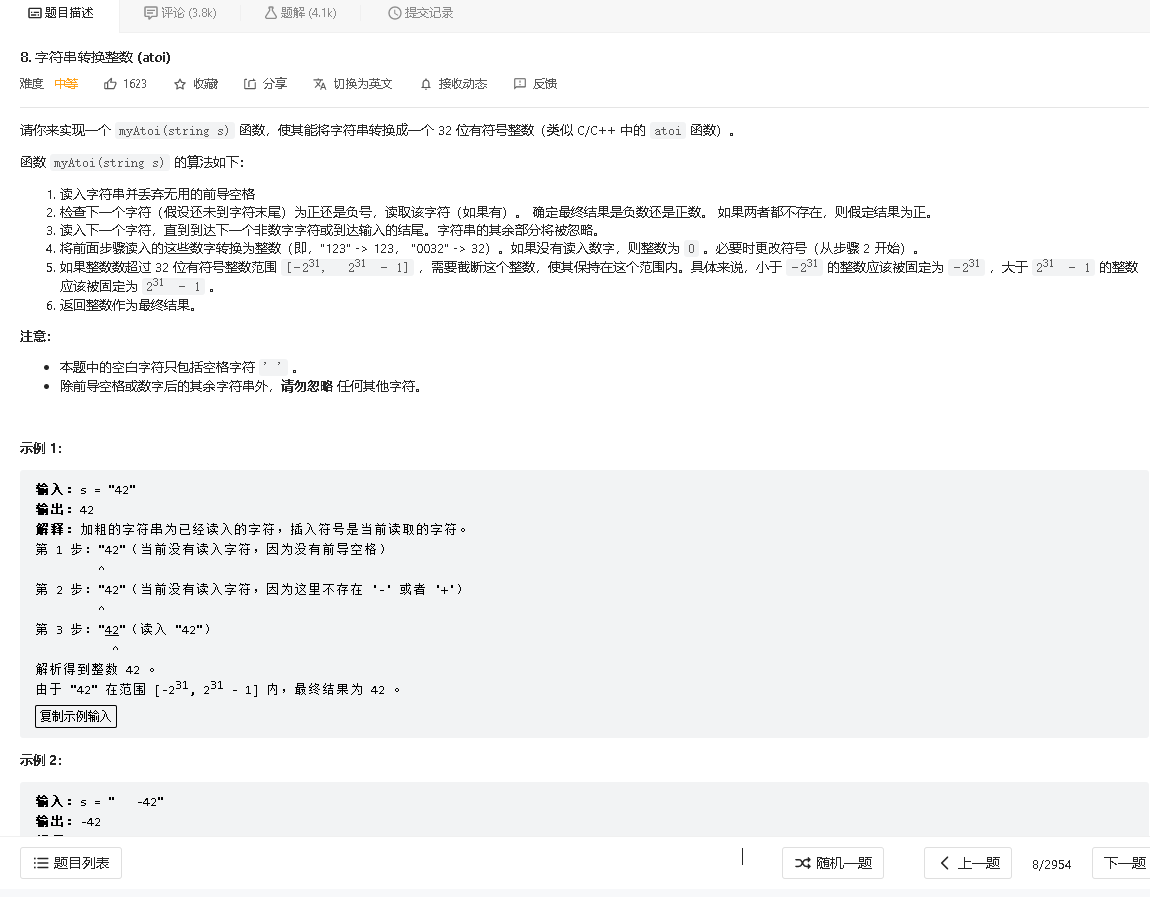 题目描述 评论 (3.8k) 题解 (4.1k) 提交记录
8. 字符串转换整数 (atoi)
难度 中等 1623 收藏 分享 切换为英文 接收动态 反馈
请你来实现一个 myAtoi(string s) 函数，使其能将字符串转换成一个 32 位有符号整数（类似 C/C++ 中的 atoi 函数）。
函数 myAtoi(string s) 的算法如下：
1. 读入字符串并丢弃无用的前导空格
2. 检查下一个字符（假设还未到字符末尾）为正还是负号，读取该字符（如果有）。 确定最终结果是负数还是正数。 如果两者都不存在，则假定结果为正。
3. 读入下一个字符，直到到达下一个非数字字符或到达输入的结尾。字符串的其余部分将被忽略。
4. 将前面步骤读入的这些数字转换为整数（即，"123" -> 123， "0032" -> 32）。如果没有读入数字，则整数为 0 。必要时更改符号（从步骤 2 开始）。
5. 如果整数数超过 32 位有符号整数范围 [−2^31,  2^31 − 1] ，需要截断这个整数，使其保持在这个范围内。具体来说，小于 −2^31 的整数应该被固定为 −2^31 ，大于 2^31 − 1 的整数
应该被固定为 2^31 − 1 。
6. 返回整数作为最终结果。
注意：
• 本题中的空白字符只包括空格字符 ' ' 。
• 除前导空格或数字后的其余字符串外，请勿忽略 任何其他字符。
示例 1：
输入：s = "42"
输出：42
解释：加粗的字符串为已经读入的字符，插入符号是当前读取的字符。
第 1 步："42"（当前没有读入字符，因为没有前导空格）
^
第 2 步："42"（当前没有读入字符，因为这里不存在 '-' 或者 '+'）
^
第 3 步："42"（读入 "42"）
^
解析得到整数 42 。
由于 "42" 在范围 [-2^31, 2^31 - 1] 内，最终结果为 42 。
复制示例输入
示例 2：
输入：s = "   -42"
输出：-42
题目列表 随机一题 上一题 8/2954 下一题